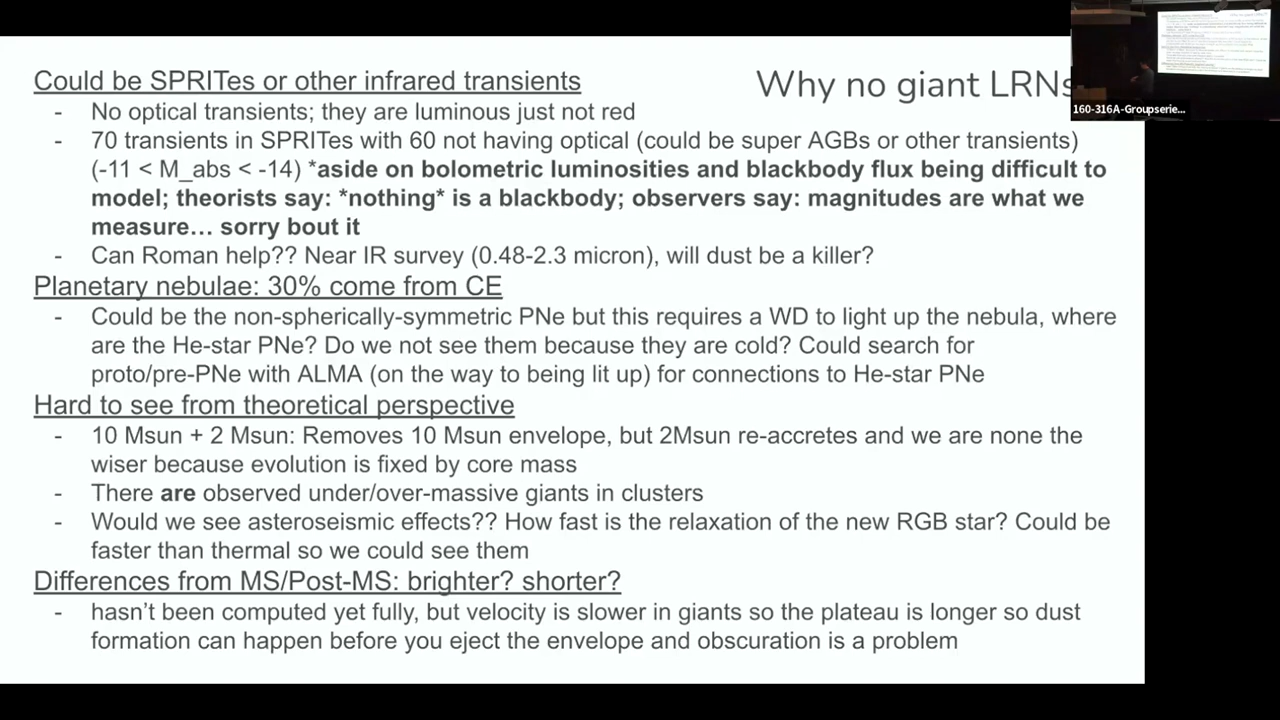 Why no giant LRNs
160-316A-Groupserie...
Could be SPRITes or other infrared transients
- No optical transients; they are luminous just not red
- 70 transients in SPRITes with 60 not having optical (could be super AGBs or other transients)
(-11 < M_abs < -14) *aside on bolometric luminosities and blackbody flux being difficult to
model; theorists say: *nothing* is a blackbody; observers say: magnitudes are what we
measure… sorry bout it
- Can Roman help?? Near IR survey (0.48-2.3 micron), will dust be a killer?
Planetary nebulae: 30% come from CE
- Could be the non-spherically-symmetric PNe but this requires a WD to light up the nebula, where
are the He-star PNe? Do we not see them because they are cold? Could search for
proto/pre-PNe with ALMA (on the way to being lit up) for connections to He-star PNe
Hard to see from theoretical perspective
- 10 Msun + 2 Msun: Removes 10 Msun envelope, but 2Msun re-accretes and we are none the
wiser because evolution is fixed by core mass
- There are observed under/over-massive giants in clusters
- Would we see asteroseismic effects?? How fast is the relaxation of the new RGB star? Could be
faster than thermal so we could see them
Differences from MS/Post-MS: brighter? shorter?
- hasn't been computed yet fully, but velocity is slower in giants so the plateau is longer so dust
formation can happen before you eject the envelope and obscuration is a problem